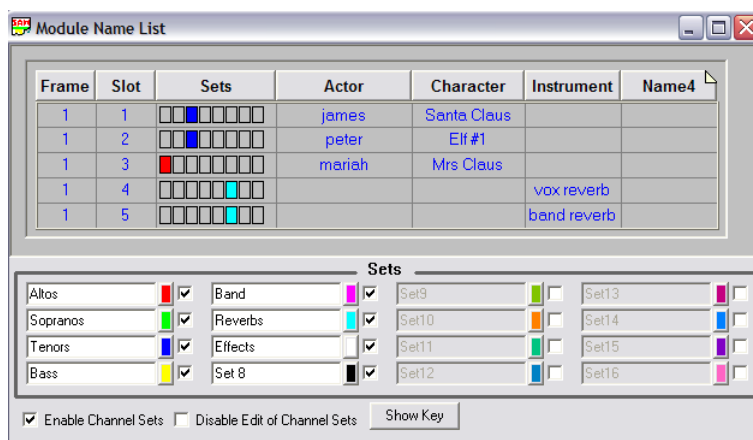 SAM Module Name List
Frame Slot Sets Actor Character Instrument Name4
1 1 james Santa Claus
1 2 peter Elf #1
1 3 mariah Mrs Claus
1 4 vox reverb
1 5 band reverb
Sets
Altos Band Set9 Set13
Sopranos Reverbs Set10 Set14
Tenors Effects Set11 Set15
Bass Set 8 Set12 Set16
Enable Channel Sets Disable Edit of Channel Sets Show Key